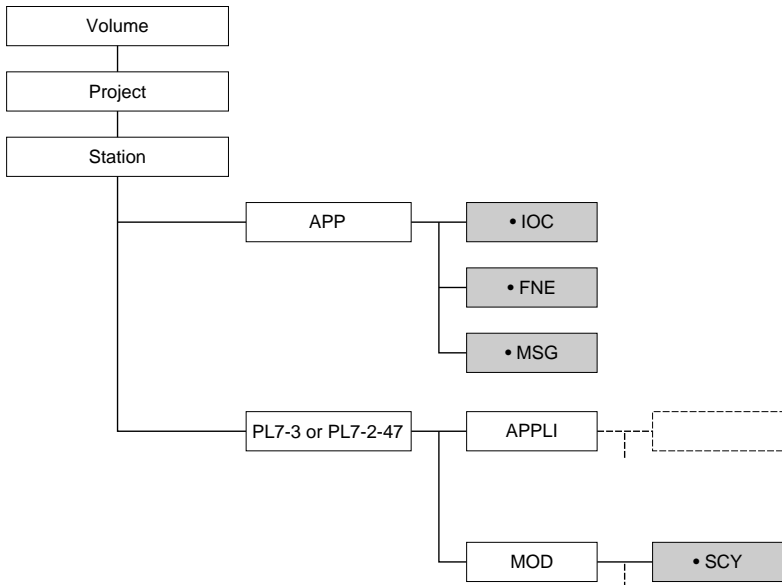 Volume
Project
Station
APP
• IOC
• FNE
• MSG
PL7-3 or PL7-2-47
APPLI
MOD
• SCY